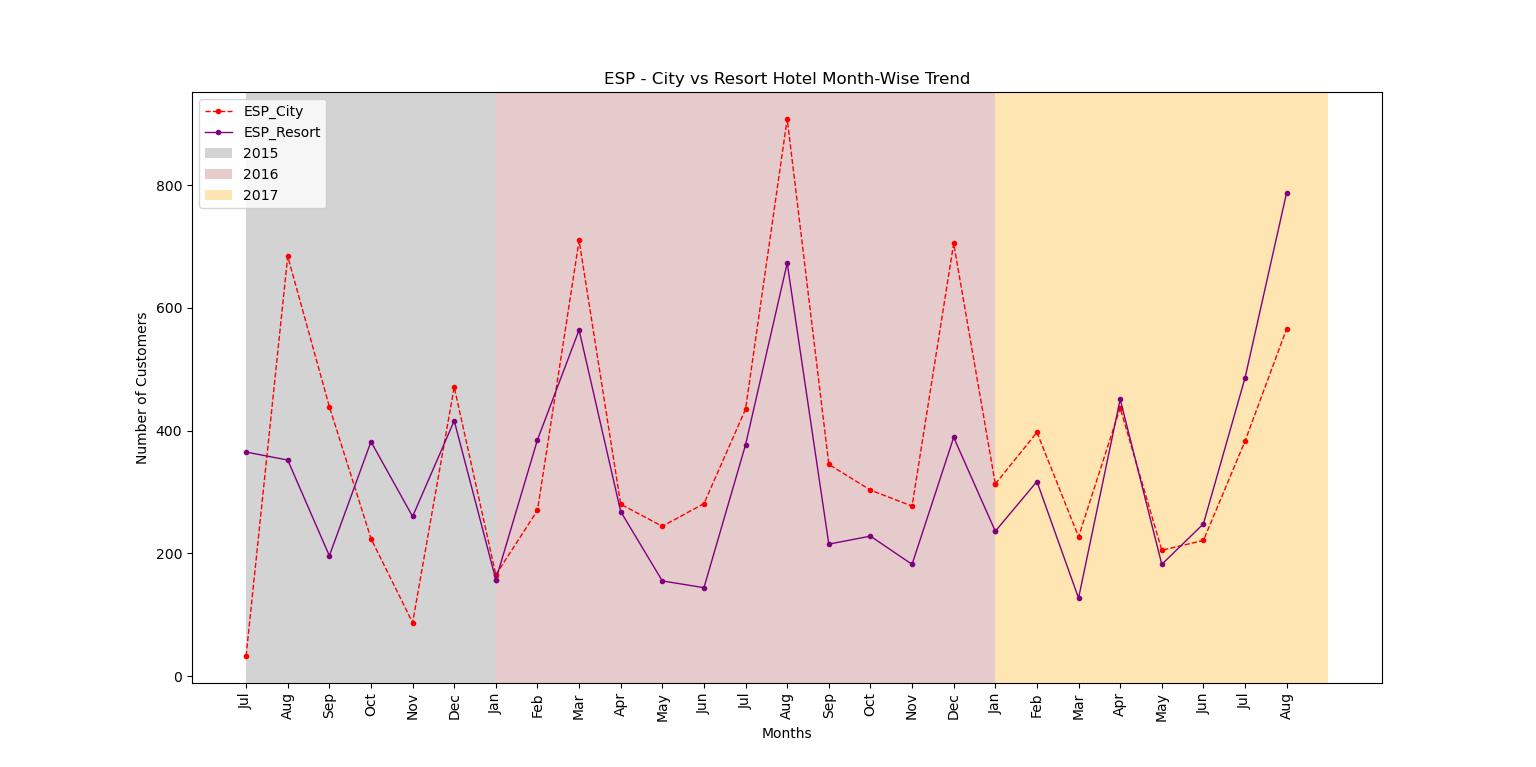 ESP - City vs Resort Hotel Month-Wise Trend
ESP_City
ESP_Resort
2015
2016
2017
Number of Customers
800
600
400
200
0
Jul
Aug
Sep
Oct
Nov
Dec
Jan
Feb
Mar
Apr
May
Jun
Jul
Aug
Sep
Oct
Nov
Dec
Jan
Feb
Mar
Apr
May
Jun
Jul
Aug
Months